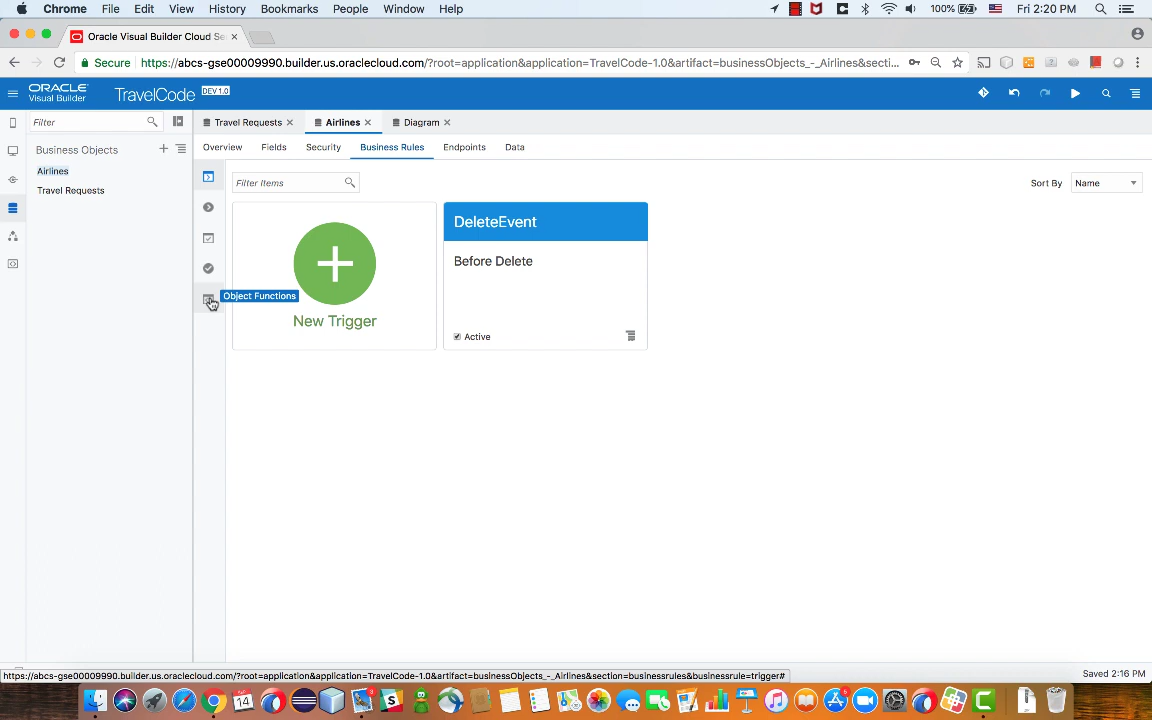 Chrome File Edit View History Bookmarks People Window Help 100% Fri 2:20 PM
Oracle Visual Builder Cloud Se
Secure https://abcs-gse00009990.builder.us.oraclecloud.com/?root=application&application=TravelCode-1.0&artifact=businessObjects_-_Airlines&secti...
ORACLE
Visual Builder
TravelCode DEV 1.0
Filter
Travel Requests Airlines Diagram
Business Objects
Overview Fields Security Business Rules Endpoints Data
Airlines
Travel Requests
Filter Items
Sort By Name
DeleteEvent
Before Delete
Object Functions
New Trigger
Active
https://abcs-gse00009990.builder.us.oraclecloud.com/?root=application&application=TravelCode-1.0&artifact=businessObjects_-_Airlines&section=businessrules&businessrule=trigger#
Saved 2:16 PM